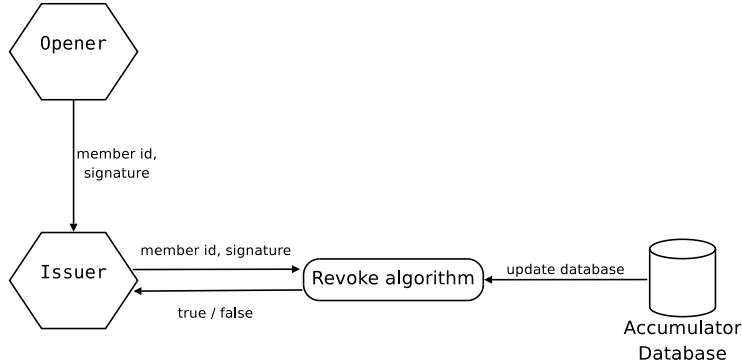 Opener
member id,
signature
Issuer
member id, signature
true / false
Revoke algorithm
update database
Accumulator
Database